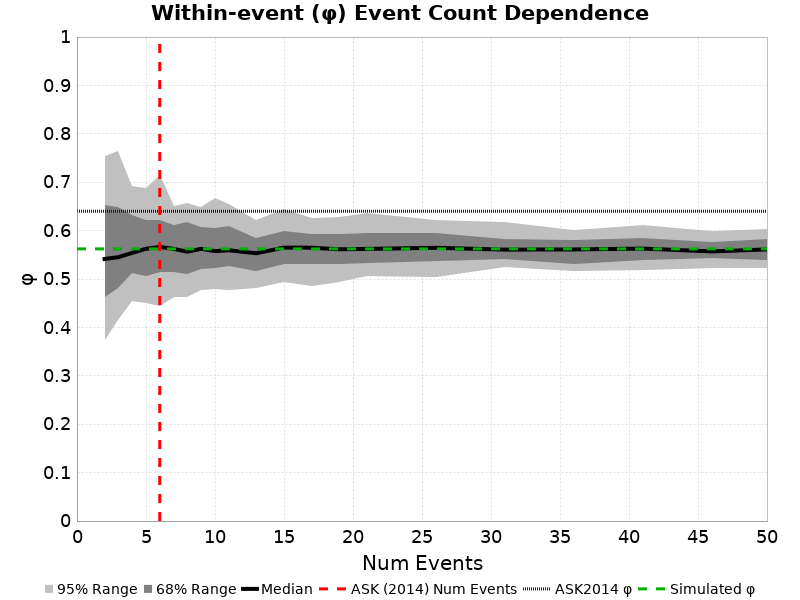 Within-event (φ) Event Count Dependence
φ
1
0.9
0.8
0.7
0.6
0.5
0.4
0.3
0.2
0.1
0
0 5 10 15 20 25 30 35 40 45 50
Num Events
95% Range 68% Range Median ASK (2014) Num Events ASK2014 φ Simulated φ